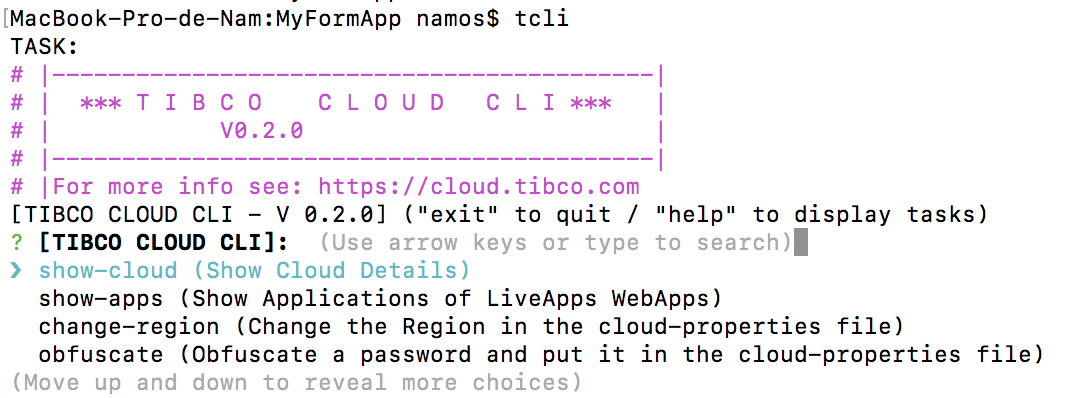 [MacBook-Pro-de-Nam:MyFormApp namos$ tcli
TASK:
# |-------------------------------------------|
# |  *** T I B C O    C L O U D   C L I ***   |
# |            V0.2.0                         |
# |-------------------------------------------|
# |For more info see: https://cloud.tibco.com
[TIBCO CLOUD CLI - V 0.2.0] ("exit" to quit / "help" to display tasks)
? [TIBCO CLOUD CLI]:  (Use arrow keys or type to search)
❯ show-cloud (Show Cloud Details)
  show-apps (Show Applications of LiveApps WebApps)
  change-region (Change the Region in the cloud-properties file)
  obfuscate (Obfuscate a password and put it in the cloud-properties file)
(Move up and down to reveal more choices)